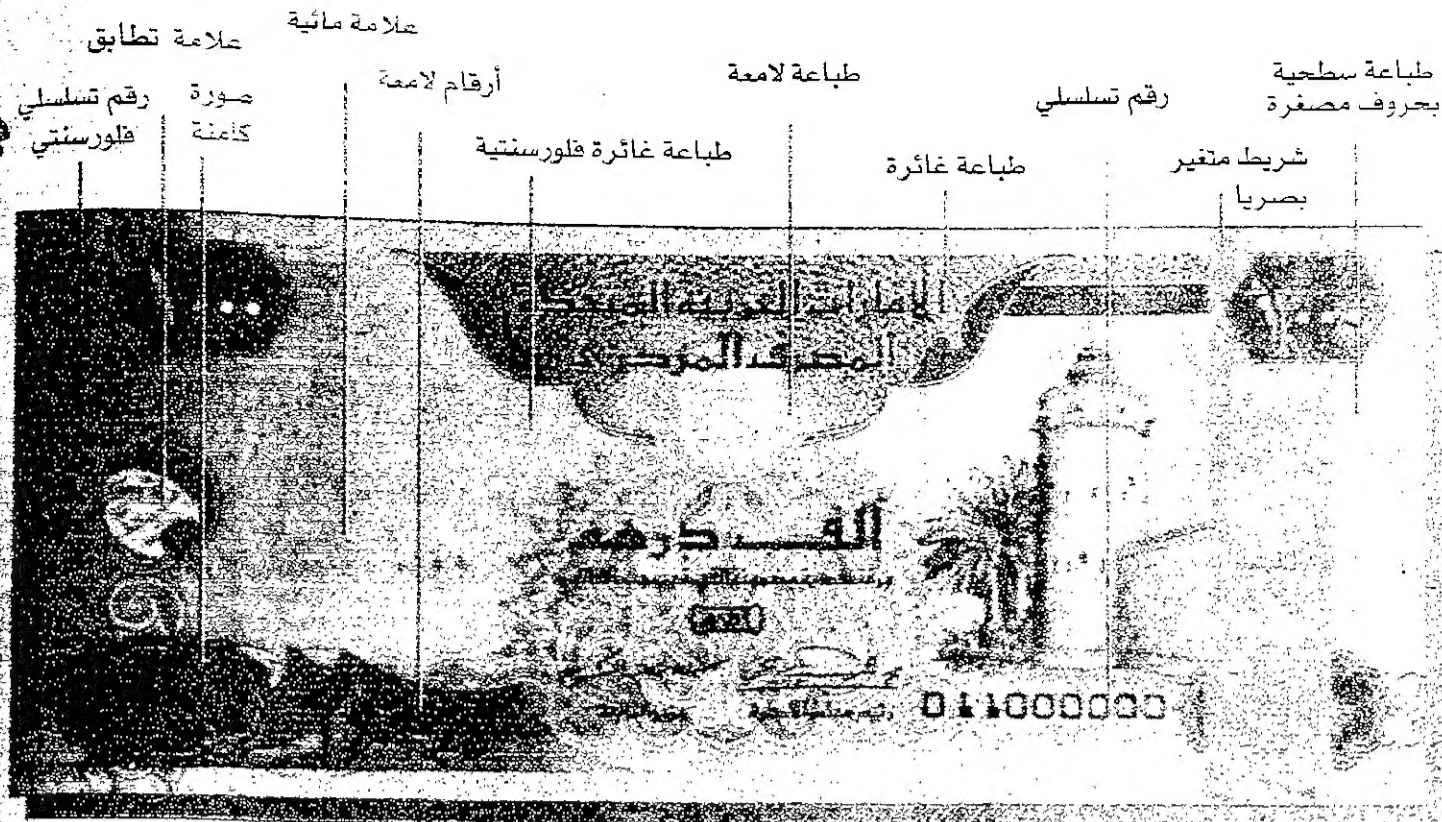 طباعة سطحية
بحروف مصغرة
شريط متغير
بصريا
رقم تسلسلي
طباعة غائرة
طباعة لامعة
طباعة غائرة فلورسنتية
أرقام لامعة
علامة مائية
علامة تطابق
صورة
كامنة
رقم تسلسلي
فلورسنتي
الإمارات العربية المتحدة
المصرف المركزي
ألف درهم
011000000